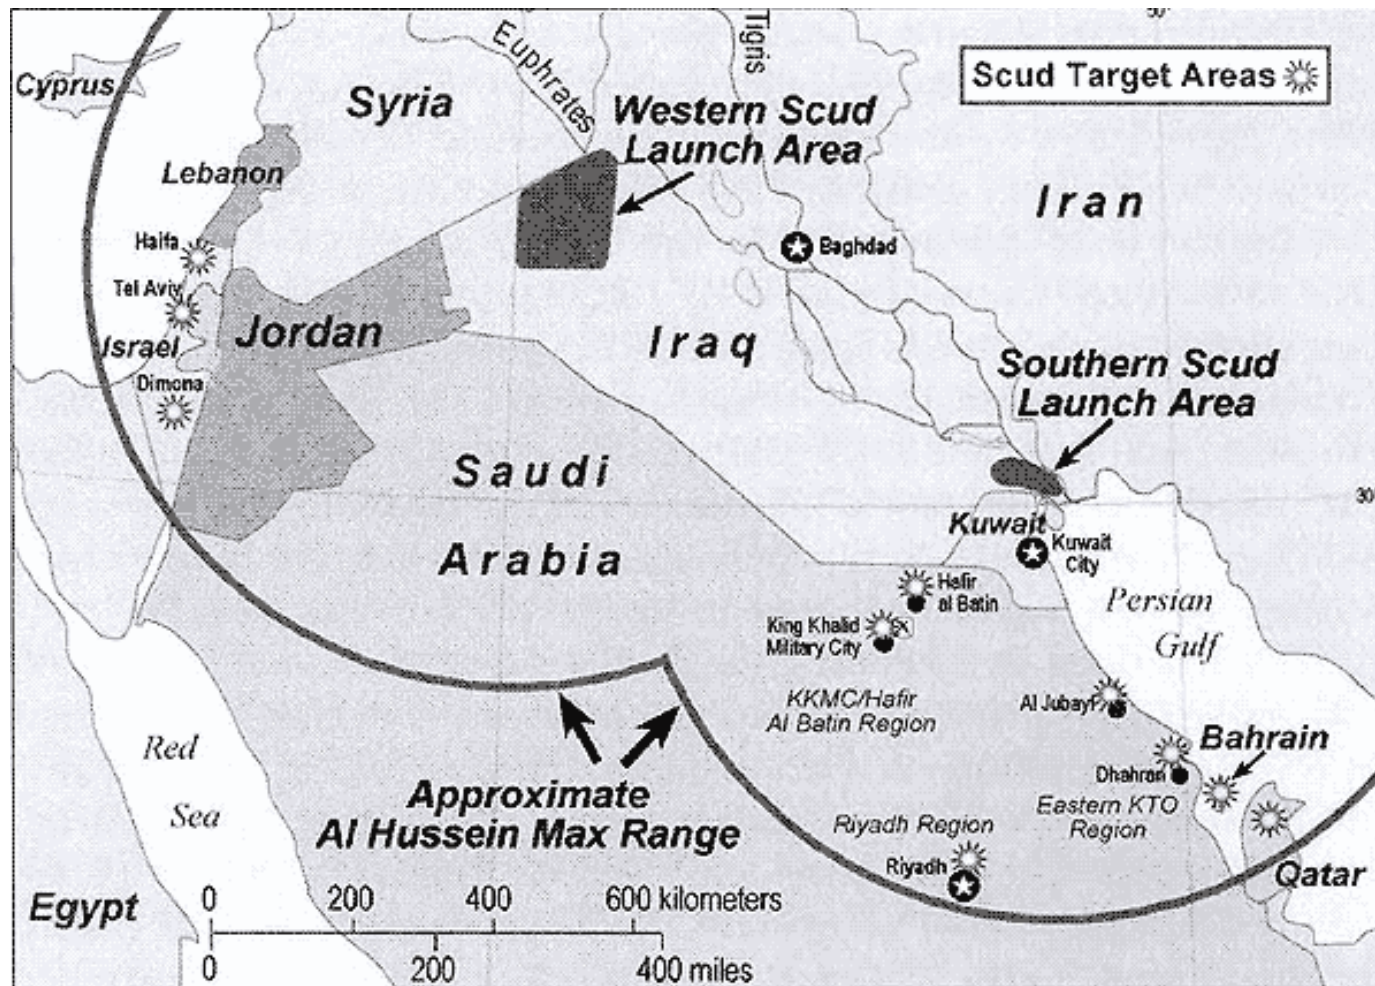 50°
Scud Target Areas
Cyprus
Syria
Euphrates
Tigris
Western Scud
Launch Area
Iran
Lebanon
Haifa
Baghdad
Tel Aviv
Jordan
Israel
Iraq
Dimona
Southern Scud
Launch Area
Saudi
Arabia
30
Kuwait
Kuwait
City
Hafir
al Batin
King Khalid
Military City
Persian
Gulf
KKMC/Hafir
Al Batin Region
Al Jubayl
Red
Sea
Bahrain
Dhahran
Eastern KTO
Region
Approximate
Al Hussein Max Range
Riyadh Region
Riyadh
Qatar
Egypt
0 200 400 600 kilometers
0 200 400 miles